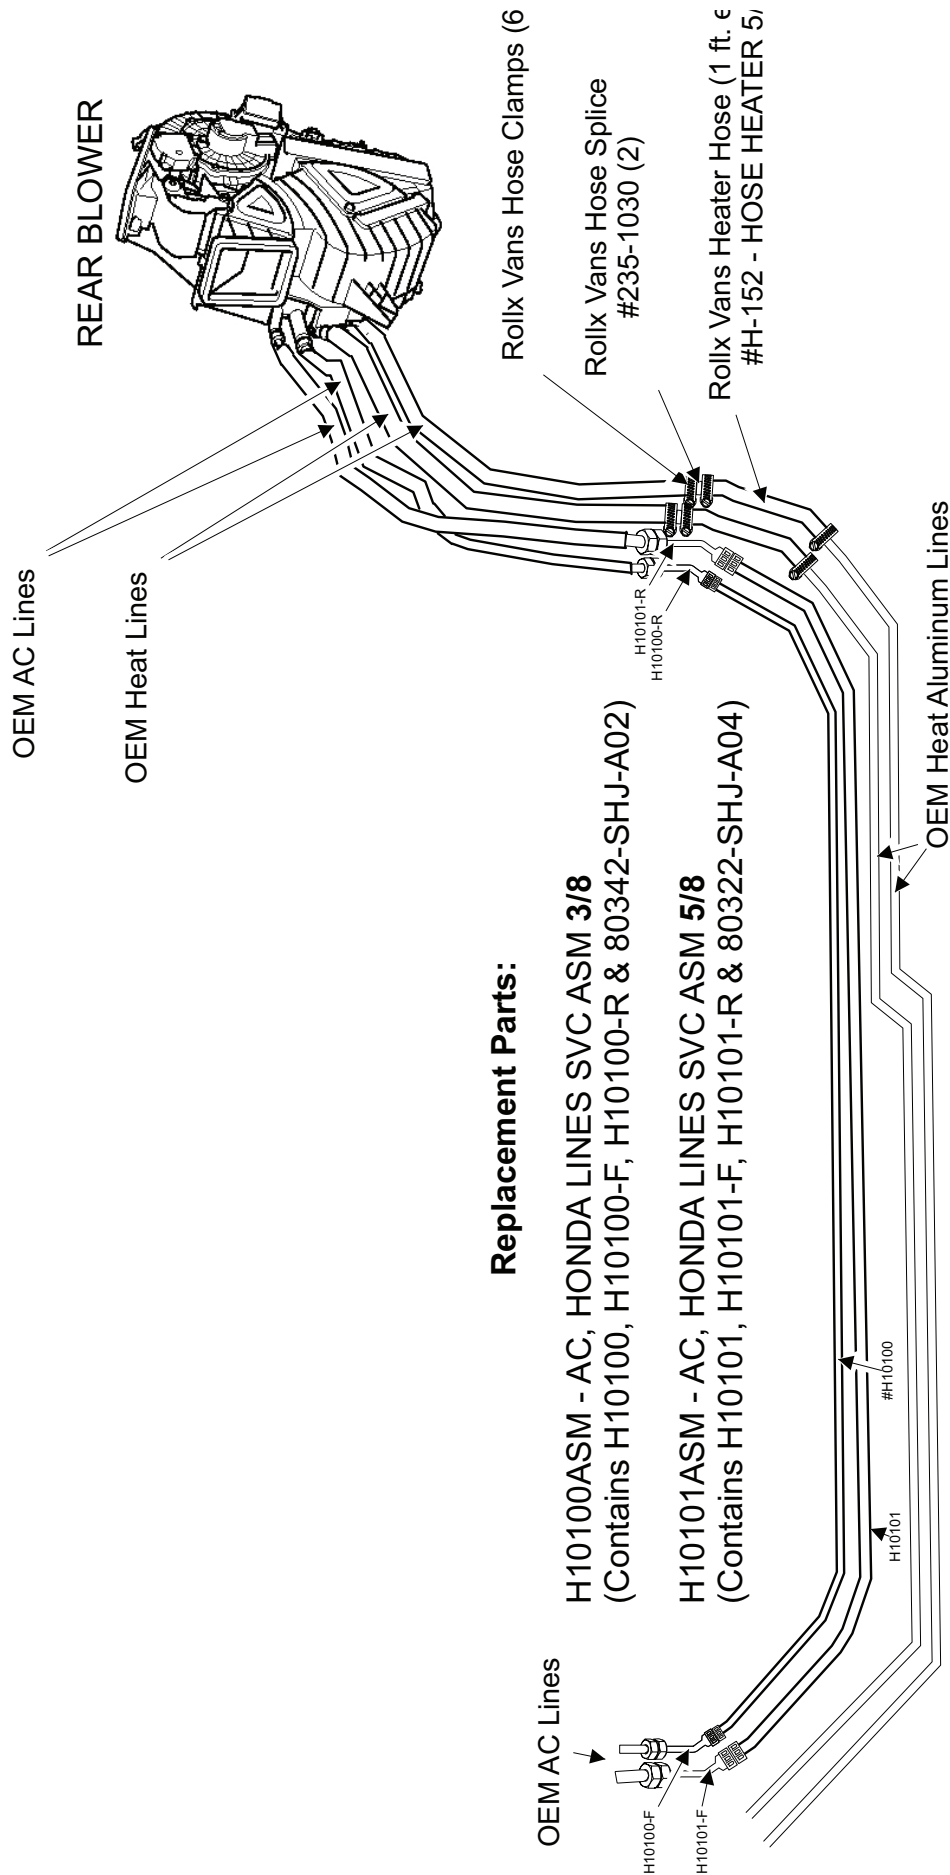 REAR BLOWER
OEM AC Lines
OEM Heat Lines
Rollx Vans Hose Clamps (6
Rollx Vans Hose Splice
#235-1030 (2)
Rollx Vans Heater Hose (1 ft.
#H-152 - HOSE HEATER 5/
H10101-R
H10100-R
Replacement Parts:
H10100ASM - AC, HONDA LINES SVC ASM 3/8
(Contains H10100, H10100-F, H10100-R & 80342-SHJ-A02)
H10101ASM - AC, HONDA LINES SVC ASM 5/8
(Contains H10101, H10101-F, H10101-R & 80322-SHJ-A04)
OEM Heat Aluminum Lines
#H10100
H10101
OEM AC Lines
H10100-F
H10101-F